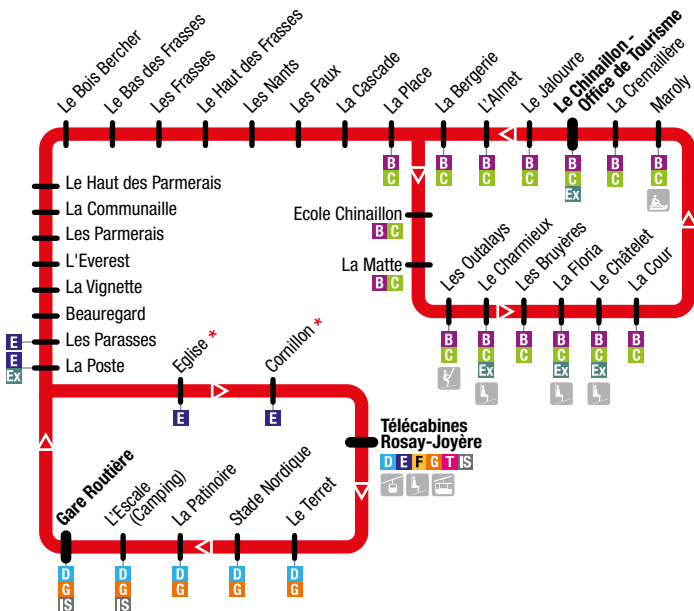 Le Bois Bercher
Le Bas des Frasses
Les Frasses
Le Haut des Frasses
Les Nants
Les Faux
La Cascade
La Place
B
C
La Bergerie
B
C
L'Almet
B
C
Le Jalouvre
B
C
Le Chinaillon -
Office de Tourisme
B
C
Ex
La Cremaillère
B
C
Maroly
B
C
Le Haut des Parmerais
La Communaille
Les Parmerais
L'Everest
La Vignette
Beauregard
E
Les Parasses
E
Ex
La Poste
Ecole Chinaillon
B C
La Matte
B C
Les Outalays
B
C
Le Charmieux
B
C
Ex
Les Bruyères
B
C
La Floria
B
C
Ex
Le Châtelet
B
C
Ex
La Cour
B
C
Eglise *
E
Cornillon *
E
Télécabines
Rosay-Joyère
D E F G T IS
Gare Routière
D
G
IS
L'Escale
(Camping)
D
G
IS
La Patinoire
D
G
Stade Nordique
D
G
Le Terret
D
G